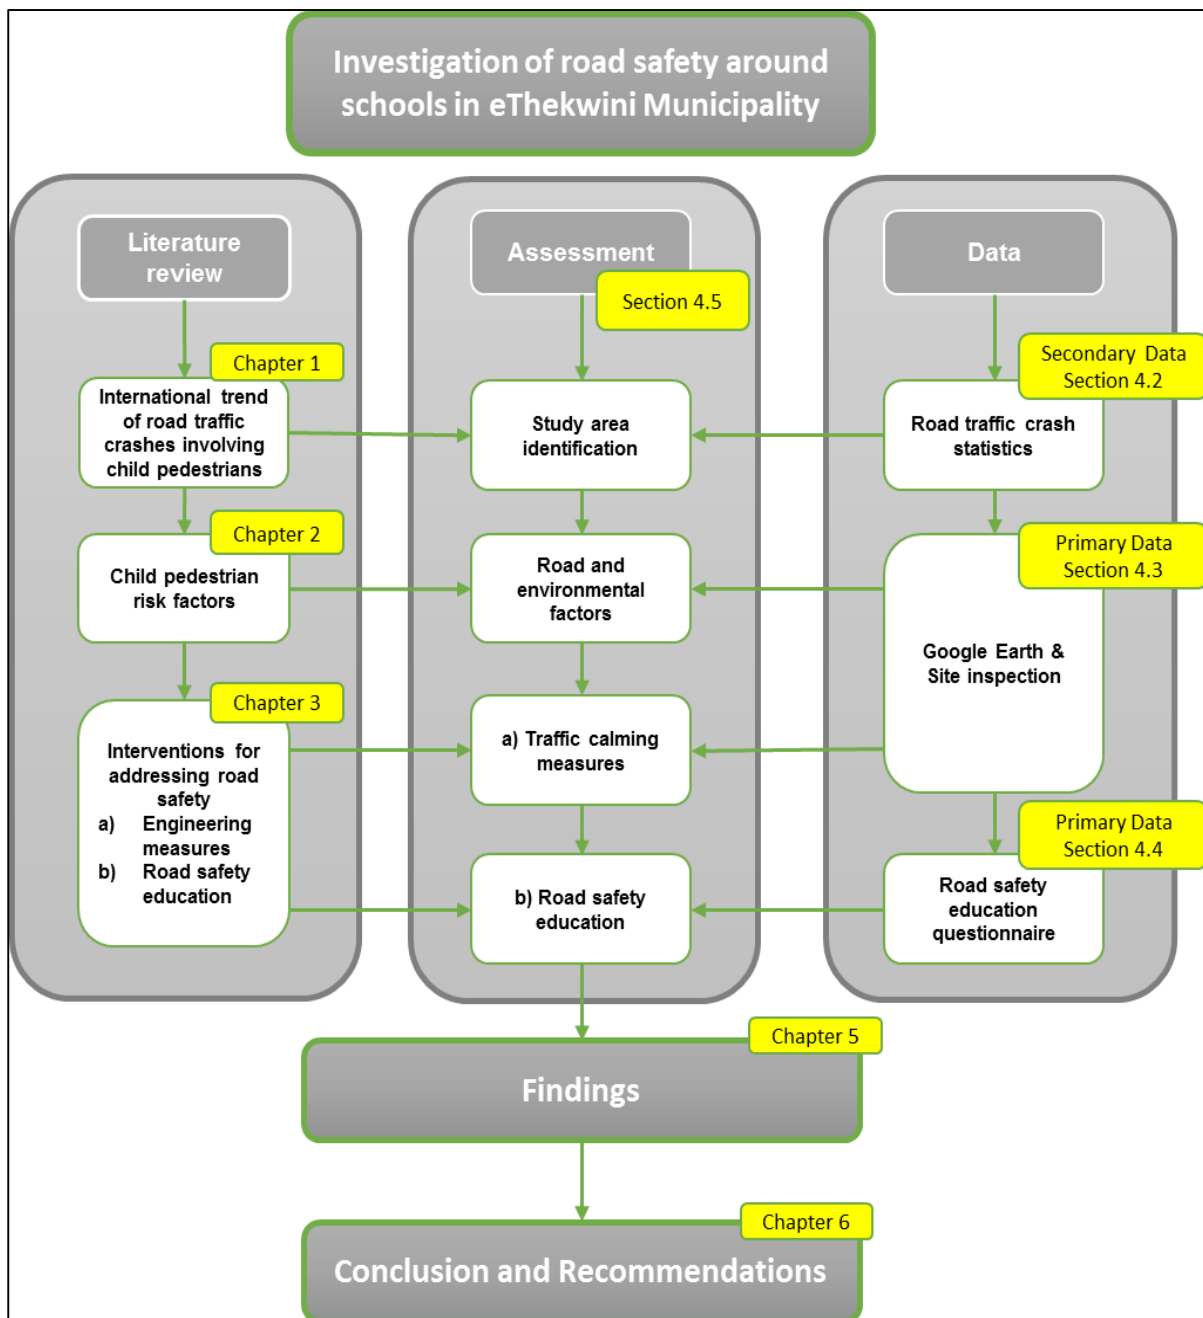 Investigation of road safety around
schools in eThekwini Municipality
Literature
review
Chapter 1
International trend
of road traffic
crashes involving
child pedestrians
Chapter 2
Child pedestrian
risk factors
Chapter 3
Interventions for
addressing road
safety
a) Engineering
measures
b) Road safety
education
Assessment
Section 4.5
Study area
identification
Road and
environmental
factors
a) Traffic calming
measures
b) Road safety
education
Data
Secondary Data
Section 4.2
Road traffic crash
statistics
Primary Data
Section 4.3
Google Earth &
Site inspection
Primary Data
Section 4.4
Road safety
education
questionnaire
Chapter 5
Findings
Chapter 6
Conclusion and Recommendations